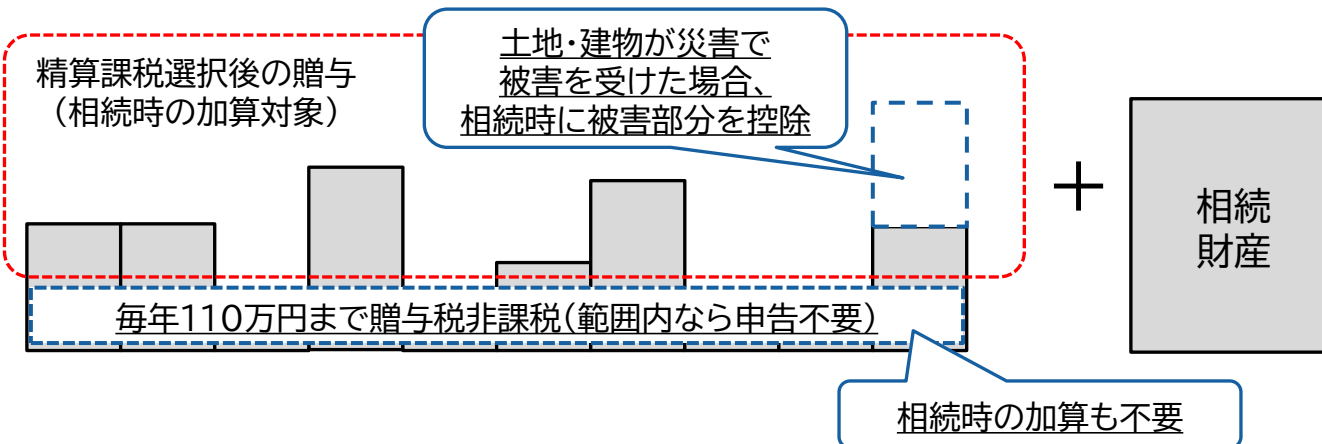 土地・建物が災害で
被害を受けた場合、
相続時に被害部分を控除
精算課税選択後の贈与
（相続時の加算対象）
＋
相続
財産
毎年110万円まで贈与税非課税（範囲内なら申告不要）
相続時の加算も不要